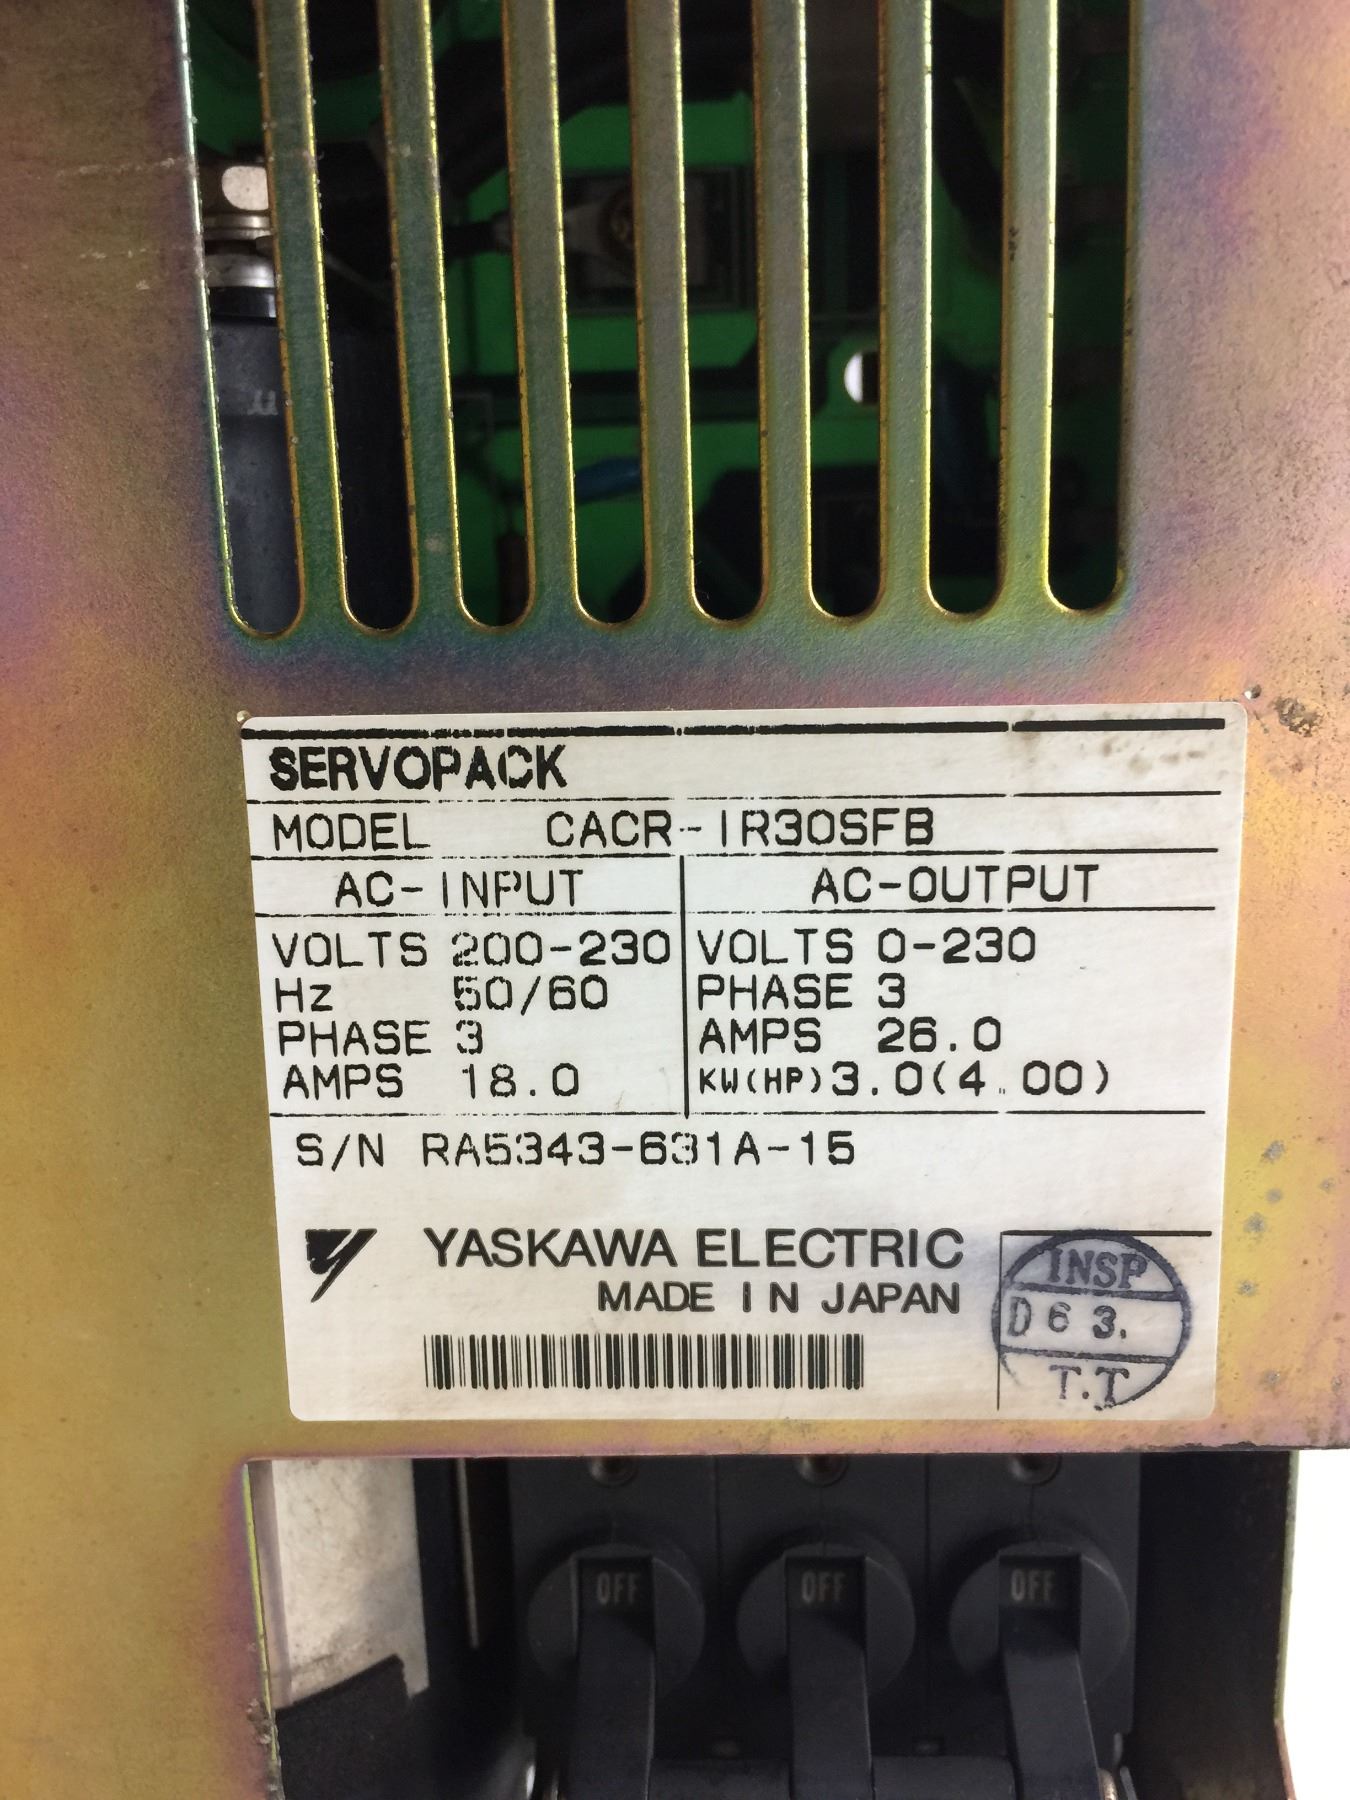 µ
SERVOPACK
MODEL CACR-IR30SFB
AC-INPUT AC-OUTPUT
VOLTS 200-230 VOLTS 0-230
Hz 50/60 PHASE 3
PHASE 3 AMPS 26.0
AMPS 18.0 KW(HP) 3.0(4.00)
S/N RA5343-631A-15
YASKAWA ELECTRIC
MADE IN JAPAN
INSP
D 6 3.
T.T
OFF OFF OFF